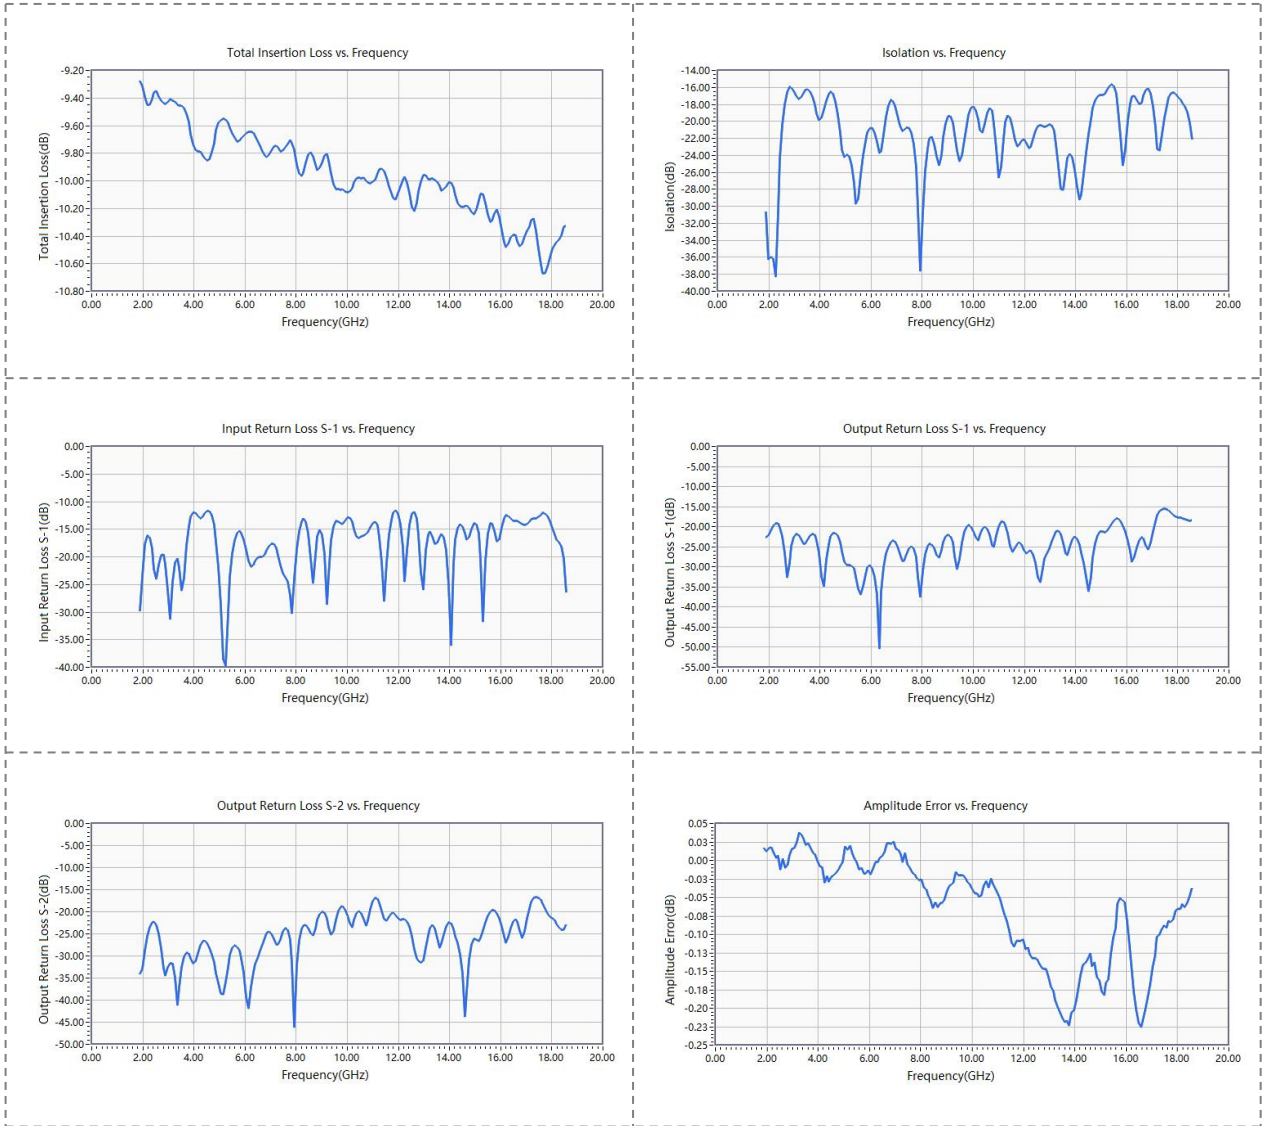 Total Insertion Loss vs. Frequency
-9.20
-9.40
-9.60
-9.80
-10.00
-10.20
-10.40
-10.60
-10.80
Total Insertion Loss(dB)
0.00 2.00 4.00 6.00 8.00 10.00 12.00 14.00 16.00 18.00 20.00
Frequency(GHz)
Isolation vs. Frequency
-14.00
-16.00
-18.00
-20.00
-22.00
-24.00
-26.00
-28.00
-30.00
-32.00
-34.00
-36.00
-38.00
-40.00
Isolation(dB)
0.00 2.00 4.00 6.00 8.00 10.00 12.00 14.00 16.00 18.00 20.00
Frequency(GHz)
Input Return Loss S-1 vs. Frequency
0.00
-5.00
-10.00
-15.00
-20.00
-25.00
-30.00
-35.00
-40.00
Input Return Loss S-1(dB)
0.00 2.00 4.00 6.00 8.00 10.00 12.00 14.00 16.00 18.00 20.00
Frequency(GHz)
Output Return Loss S-1 vs. Frequency
0.00
-5.00
-10.00
-15.00
-20.00
-25.00
-30.00
-35.00
-40.00
-45.00
-50.00
-55.00
Output Return Loss S-1(dB)
0.00 2.00 4.00 6.00 8.00 10.00 12.00 14.00 16.00 18.00 20.00
Frequency(GHz)
Output Return Loss S-2 vs. Frequency
0.00
-5.00
-10.00
-15.00
-20.00
-25.00
-30.00
-35.00
-40.00
-45.00
-50.00
Output Return Loss S-2(dB)
0.00 2.00 4.00 6.00 8.00 10.00 12.00 14.00 16.00 18.00 20.00
Frequency(GHz)
Amplitude Error vs. Frequency
0.05
0.03
0.00
-0.03
-0.05
-0.08
-0.10
-0.13
-0.15
-0.18
-0.20
-0.23
-0.25
Amplitude Error(dB)
0.00 2.00 4.00 6.00 8.00 10.00 12.00 14.00 16.00 18.00 20.00
Frequency(GHz)